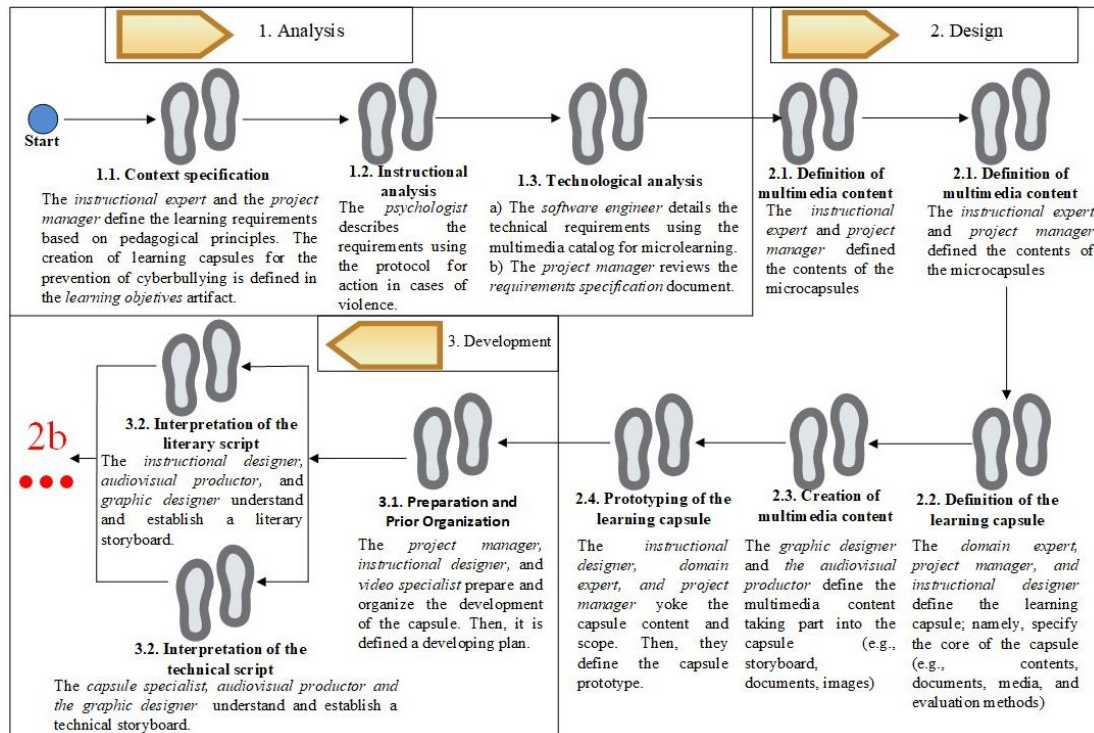 1. Analysis
2. Design
Start
1.1. Context specification
The instructional expert and the project
manager define the learning requirements
based on pedagogical principles. The
creation of learning capsules for the
prevention of cyberbullying is defined in
the learning objetives artifact.
1.2. Instructional
analysis
The psychologist
describes the
requirements using
the protocol for
action in cases of
violence.
1.3. Technological analysis
a) The software engineer details the
technical requirements using the
multimedia catalog for microlearning.
b) The project manager reviews the
requirements specification document.
2.1. Definition of
multimedia content
The instructional
expert and project
manager defined
the contents of the
microcapsules
2.1. Definition of
multimedia content
The instructional expert
and project manager
defined the contents of
the microcapsules
3. Development
3.2. Interpretation of the
literary script
The instructional designer,
audiovisual productor, and
graphic designer understand
and establish a literary
storyboard.
2b
3.2. Interpretation of the
technical script
The capsule specialist, audiovisual productor and
the graphic designer understand and establish a
technical storyboard.
3.1. Preparation and
Prior Organization
The project manager,
instructional designer, and
video specialist prepare and
organize the development
of the capsule. Then, it is
defined a developing plan.
2.4. Prototyping of the
learning capsule
The instructional
designer, domain
expert, and project
manager yoke the
capsule content and
scope. Then, they
define the capsule
prototype.
2.3. Creation of
multimedia content
The graphic designer
and the audiovisual
productor define the
multimedia content
taking part into the
capsule (e.g.,
storyboard,
documents, images)
2.2. Definition of the
learning capsule
The domain expert,
project manager, and
instructional designer
define the learning
capsule; namely, specify
the core of the capsule
(e.g., contents,
documents, media, and
evaluation methods)